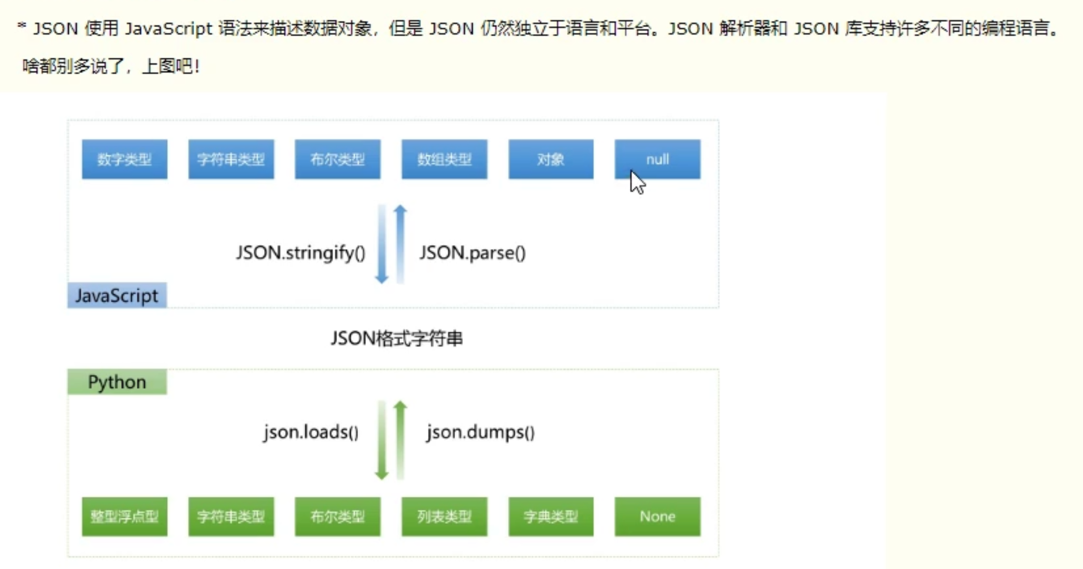 * JSON 使用 JavaScript 语法来描述数据对象，但是 JSON 仍然独立于语言和平台。JSON 解析器和 JSON 库支持许多不同的编程语言。
啥都别多说了，上图吧！
数字类型 字符串类型 布尔类型 数组类型 对象 null
JSON.stringify() JSON.parse()
JavaScript
JSON格式字符串
Python
json.loads() json.dumps()
整型浮点型 字符串类型 布尔类型 列表类型 字典类型 None